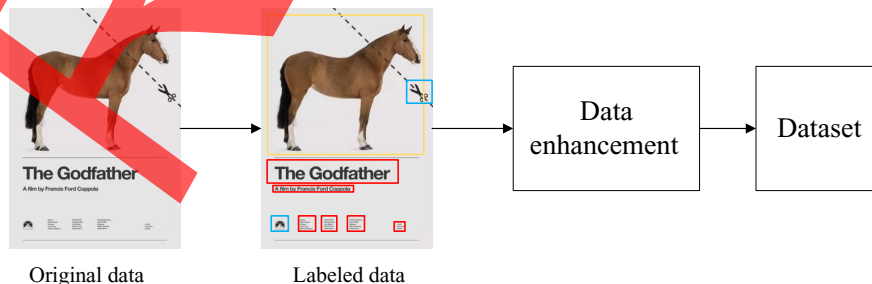 The Godfather
A film by Francis Ford Coppola
The Godfather
A film by Francis Ford Coppola
Data
enhancement
Dataset
Original data
Labeled data